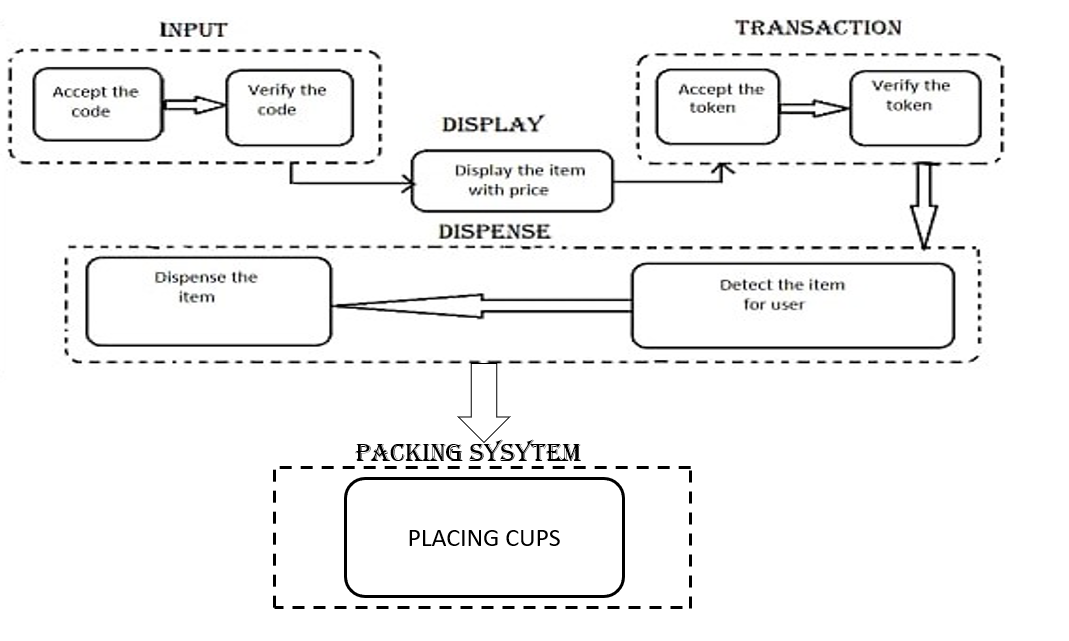 INPUT
Accept the
code
Verify the
code
DISPLAY
Display the item
with price
TRANSACTION
Accept the
token
Verify the
token
DISPENSE
Detect the item
for user
Dispense the
item
PACKING SYSYTEM
PLACING CUPS